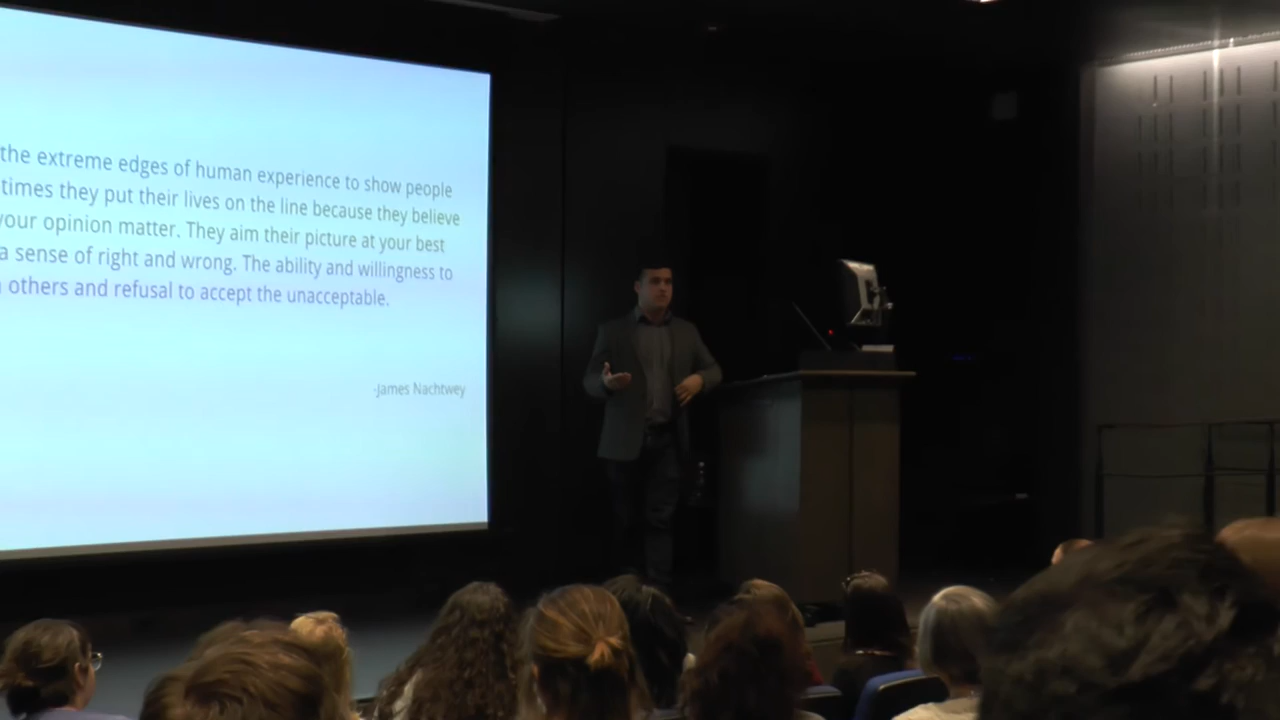 the extreme edges of human experience to show people
times they put their lives on the line because they believe
your opinion matter. They aim their picture at your best
a sense of right and wrong. The ability and willingness to
others and refusal to accept the unacceptable.
-James Nachtwey